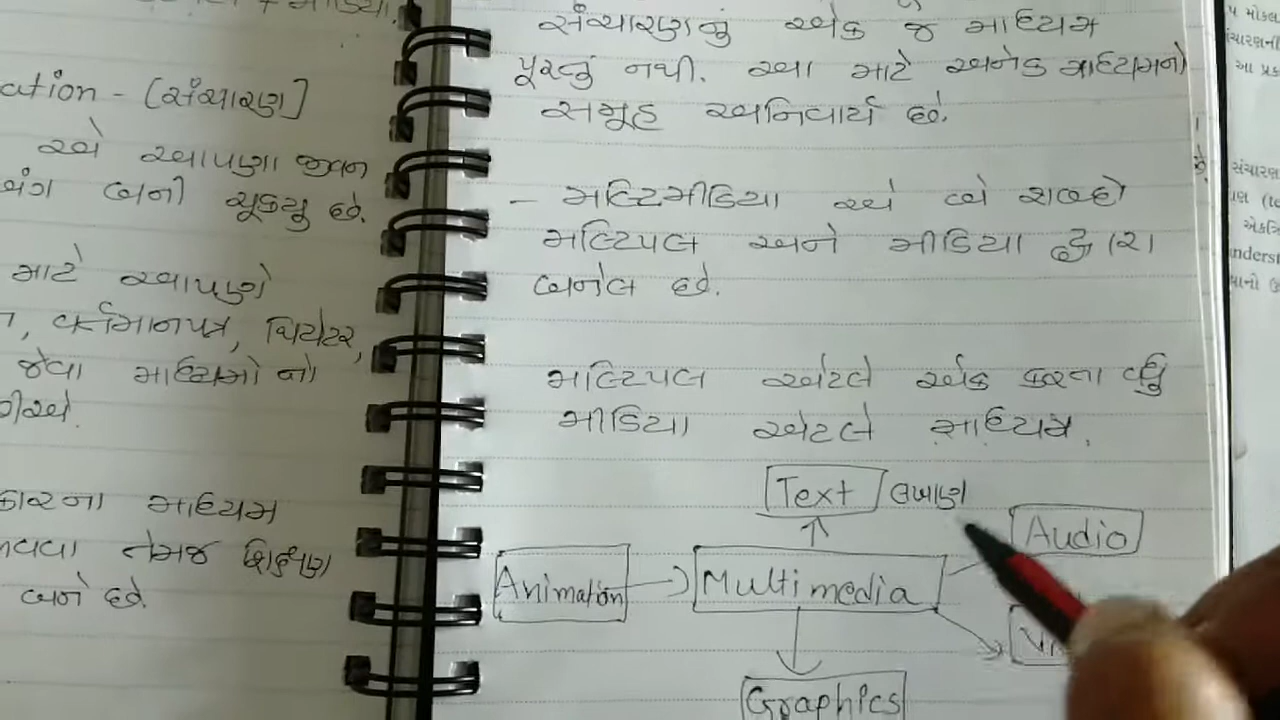 મીડિયા.
ation - [સંચારણ]
એ આપણા જીવન
અંગ બની ચૂક્યુ છે.
માટે આપણે
વર્તમાનપત્ર, થિયેટર,
જેવા માધ્યમો નો
કારના માધ્યમ
તેમજ શિક્ષણ
બને છે.
સંચારણનું એક જ માધ્યમ
પૂરતું નથી. આ માટે અનેક માધ્યમનો
સમૂહ અનિવાર્ય છે.
- મલ્ટિમીડિયા એ બે શબ્દો
મલ્ટિપલ અને મીડિયા દ્વારા
બનેલ છે.
મલ્ટિપલ એટલે એક કરતા વધુ
મીડિયા એટલે માધ્યમ.
Text લખાણ
Audio
Animation
Multimedia
Graphics
આ પ્ર